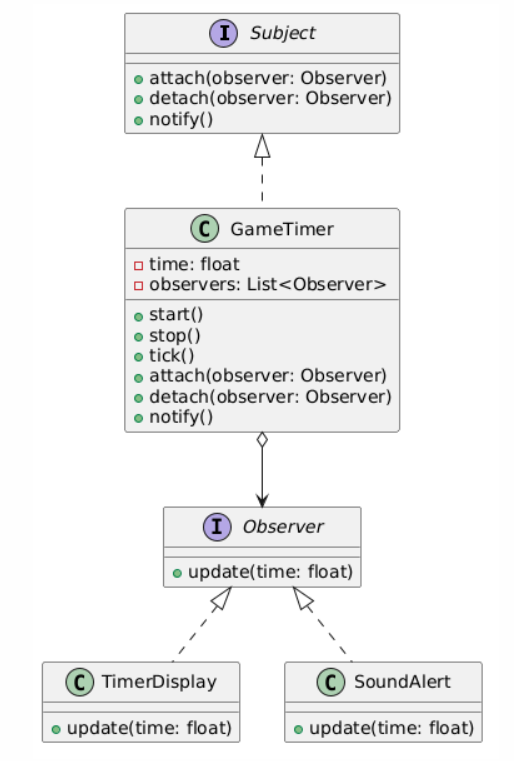 I Subject
attach(observer: Observer)
detach(observer: Observer)
notify()
C GameTimer
time: float
observers: List<Observer>
start()
stop()
tick()
attach(observer: Observer)
detach(observer: Observer)
notify()
I Observer
update(time: float)
C TimerDisplay
update(time: float)
C SoundAlert
update(time: float)